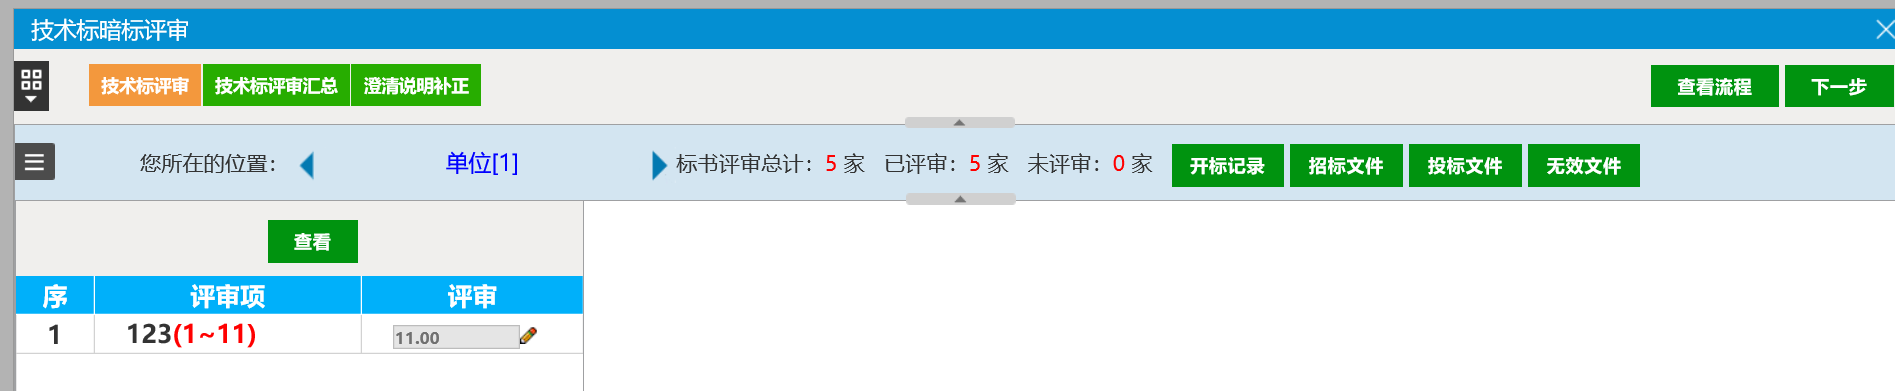 技术标暗标评审
技术标评审 技术标评审汇总 澄清说明补正 查看流程 下一步
您所在的位置： 单位[1] 标书评审总计：5 家 已评审：5 家 未评审：0 家 开标记录 招标文件 投标文件 无效文件
查看
序 评审项 评审
1 123(1~11) 11.00